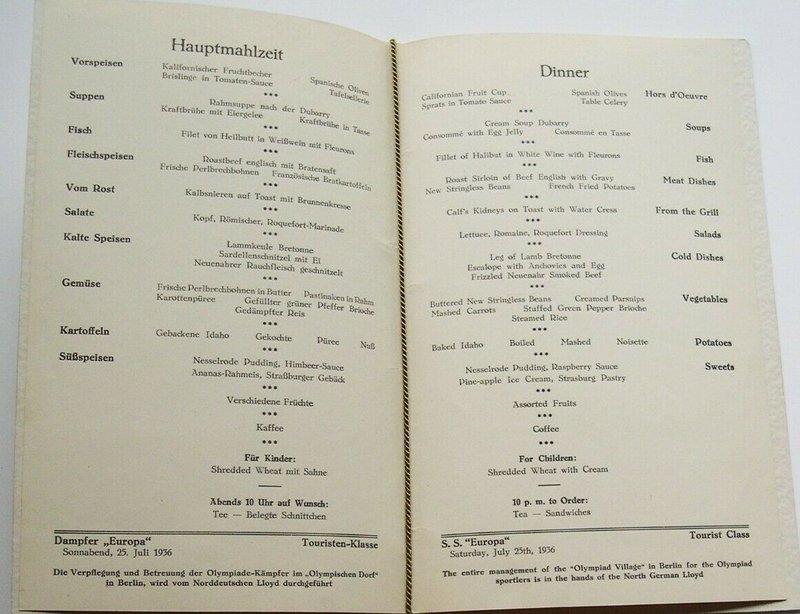 Hauptmahlzeit
Vorspeisen
Kalifornischer Fruchtbecher Spanische Oliven
Brislinge in Tomaten-Sauce Tafelsellerie
***
Suppen
Rahmsuppe nach der Dubarry
Kraftbrühe mit Eiergelee Kraftbrühe in Tasse
***
Fisch
Filet von Heilbutt in Weißwein mit Fleurons
***
Fleischspeisen
Roastbeef englisch mit Bratensaft
Frische Perlbrechbohnen Französische Bratkartoffeln
***
Vom Rost
Kalbsnieren auf Toast mit Brunnenkresse
***
Salate
Kopf, Römischer, Roquefort-Marinade
***
Kalte Speisen
Lammkeule Bretonne
Sardellenschnitzel mit Ei
Neuenahrer Rauchfleisch geschnitzelt
***
Gemüse
Frische Perlbrechbohnen in Butter Pastinaken in Rahm
Karottenpüree Gefüllter grüner Pfeffer Brioche
Gedämpfter Reis
***
Kartoffeln
Gebackene Idaho Gekochte Püree Nuß
***
Süßspeisen
Nesselrode Pudding, Himbeer-Sauce
Ananas-Rahmeis, Straßburger Gebäck
***
Verschiedene Früchte
***
Kaffee
***
Für Kinder:
Shredded Wheat mit Sahne
Abends 10 Uhr auf Wunsch:
Tee — Belegte Schnittchen
Dampfer „Europa" Touristen-Klasse
Sonnabend, 25. Juli 1936
Die Verpflegung und Betreuung der Olympiade-Kämpfer im „Olympischen Dorf"
in Berlin, wird vom Norddeutschen Lloyd durchgeführt
Dinner
Californian Fruit Cup Spanish Olives Hors d'Oeuvre
Sprats in Tomato Sauce Table Celery
***
Cream Soup Dubarry Soups
Consommé with Egg Jelly Consommé en Tasse
***
Fillet of Halibut in White Wine with Fleurons Fish
***
Roast Sirloin of Beef English with Gravy Meat Dishes
New Stringless Beans French Fried Potatoes
***
Calf's Kidneys on Toast with Water Cress From the Grill
***
Lettuce, Romaine, Roquefort Dressing Salads
***
Leg of Lamb Bretonne Cold Dishes
Escalope with Anchovies and Egg
Frizzled Neuenahr Smoked Beef
***
Buttered New Stringless Beans Creamed Parsnips Vegetables
Mashed Carrots Stuffed Green Pepper Brioche
Steamed Rice
***
Baked Idaho Boiled Mashed Noisette Potatoes
***
Nesselrode Pudding, Raspberry Sauce Sweets
Pine-apple Ice Cream, Strasburg Pastry
***
Assorted Fruits
***
Coffee
***
For Children:
Shredded Wheat with Cream
10 p. m. to Order:
Tea — Sandwiches
S. S. "Europa" Tourist Class
Saturday, July 25th, 1936
The entire management of the "Olympiad Village" in Berlin for the Olympiad
sportlers is in the hands of the North German Lloyd